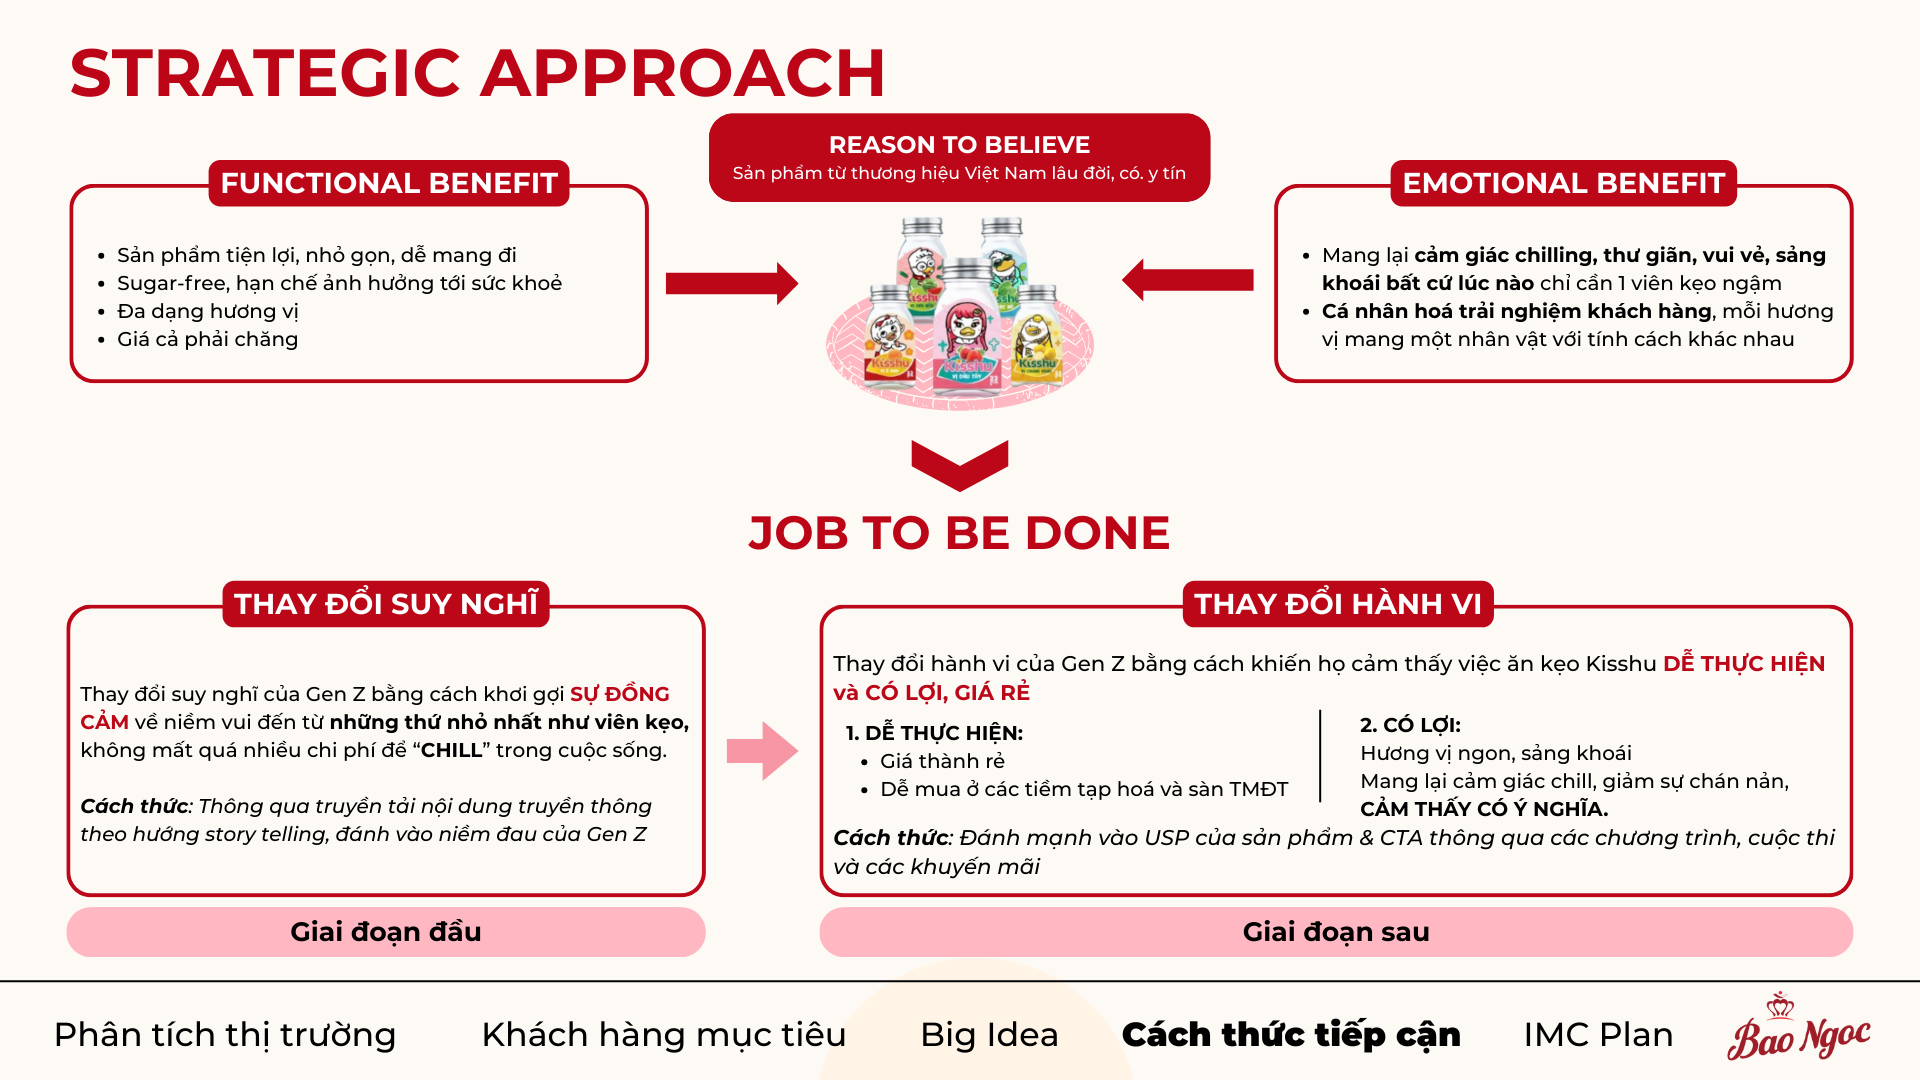 STRATEGIC APPROACH
REASON TO BELIEVE
Sản phẩm từ thương hiệu Việt Nam lâu đời, có. y tín
FUNCTIONAL BENEFIT
Sản phẩm tiện lợi, nhỏ gọn, dễ mang đi
Sugar-free, hạn chế ảnh hưởng tới sức khoẻ
Đa dạng hương vị
Giá cả phải chăng
EMOTIONAL BENEFIT
Mang lại cảm giác chilling, thư giãn, vui vẻ, sảng
khoái bất cứ lúc nào chỉ cần 1 viên kẹo ngậm
Cá nhân hoá trải nghiệm khách hàng, mỗi hương
vị mang một nhân vật với tính cách khác nhau
Kisshu
Kisshu
Kisshu
VỊ DÂU TÂY
JOB TO BE DONE
THAY ĐỔI SUY NGHĨ
Thay đổi suy nghĩ của Gen Z bằng cách khơi gợi SỰ ĐỒNG
CẢM về niềm vui đến từ những thứ nhỏ nhất như viên kẹo,
không mất quá nhiều chi phí để “CHILL” trong cuộc sống.
Cách thức: Thông qua truyền tải nội dung truyền thông
theo hướng story telling, đánh vào niềm đau của Gen Z
Giai đoạn đầu
THAY ĐỔI HÀNH VI
Thay đổi hành vi của Gen Z bằng cách khiến họ cảm thấy việc ăn kẹo Kisshu DỄ THỰC HIỆN
và CÓ LỢI, GIÁ RẺ
1. DỄ THỰC HIỆN:
Giá thành rẻ
Dễ mua ở các tiềm tạp hoá và sàn TMĐT
2. CÓ LỢI:
Hương vị ngon, sảng khoái
Mang lại cảm giác chill, giảm sự chán nản,
CẢM THẤY CÓ Ý NGHĨA.
Cách thức: Đánh mạnh vào USP của sản phẩm & CTA thông qua các chương trình, cuộc thi
và các khuyến mãi
Giai đoạn sau
Phân tích thị trường
Khách hàng mục tiêu
Big Idea
Cách thức tiếp cận
IMC Plan
Bao Ngoc